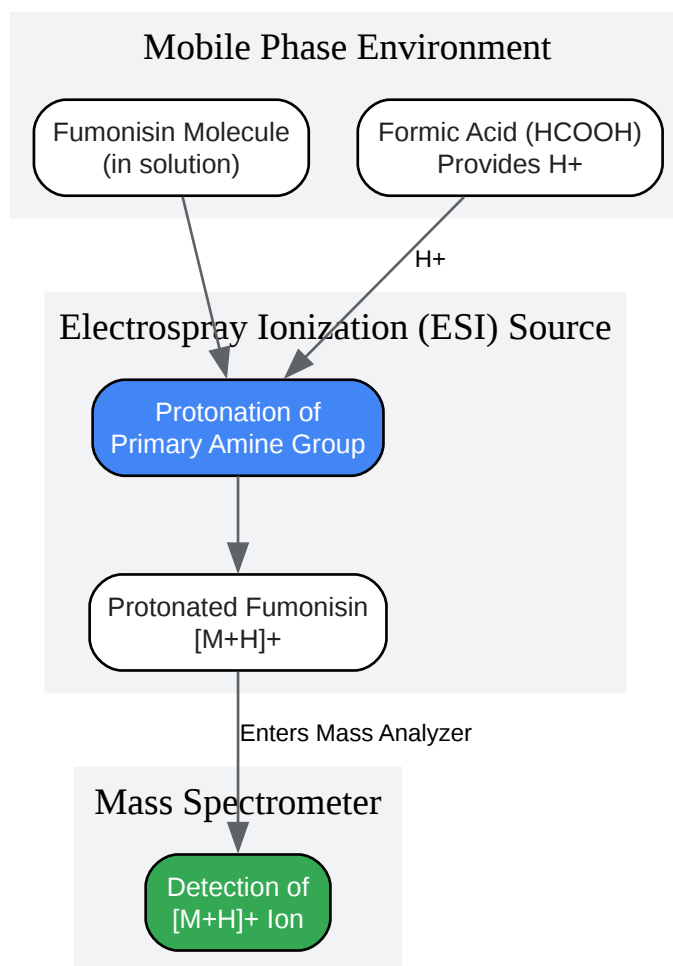 Mobile Phase Environment
Fumonisin Molecule
(in solution)
Formic Acid (HCOOH)
Provides H+
H+
Electrospray Ionization (ESI) Source
Protonation of
Primary Amine Group
Protonated Fumonisin
[M+H]+
Enters Mass Analyzer
Mass Spectrometer
Detection of
[M+H]+ Ion